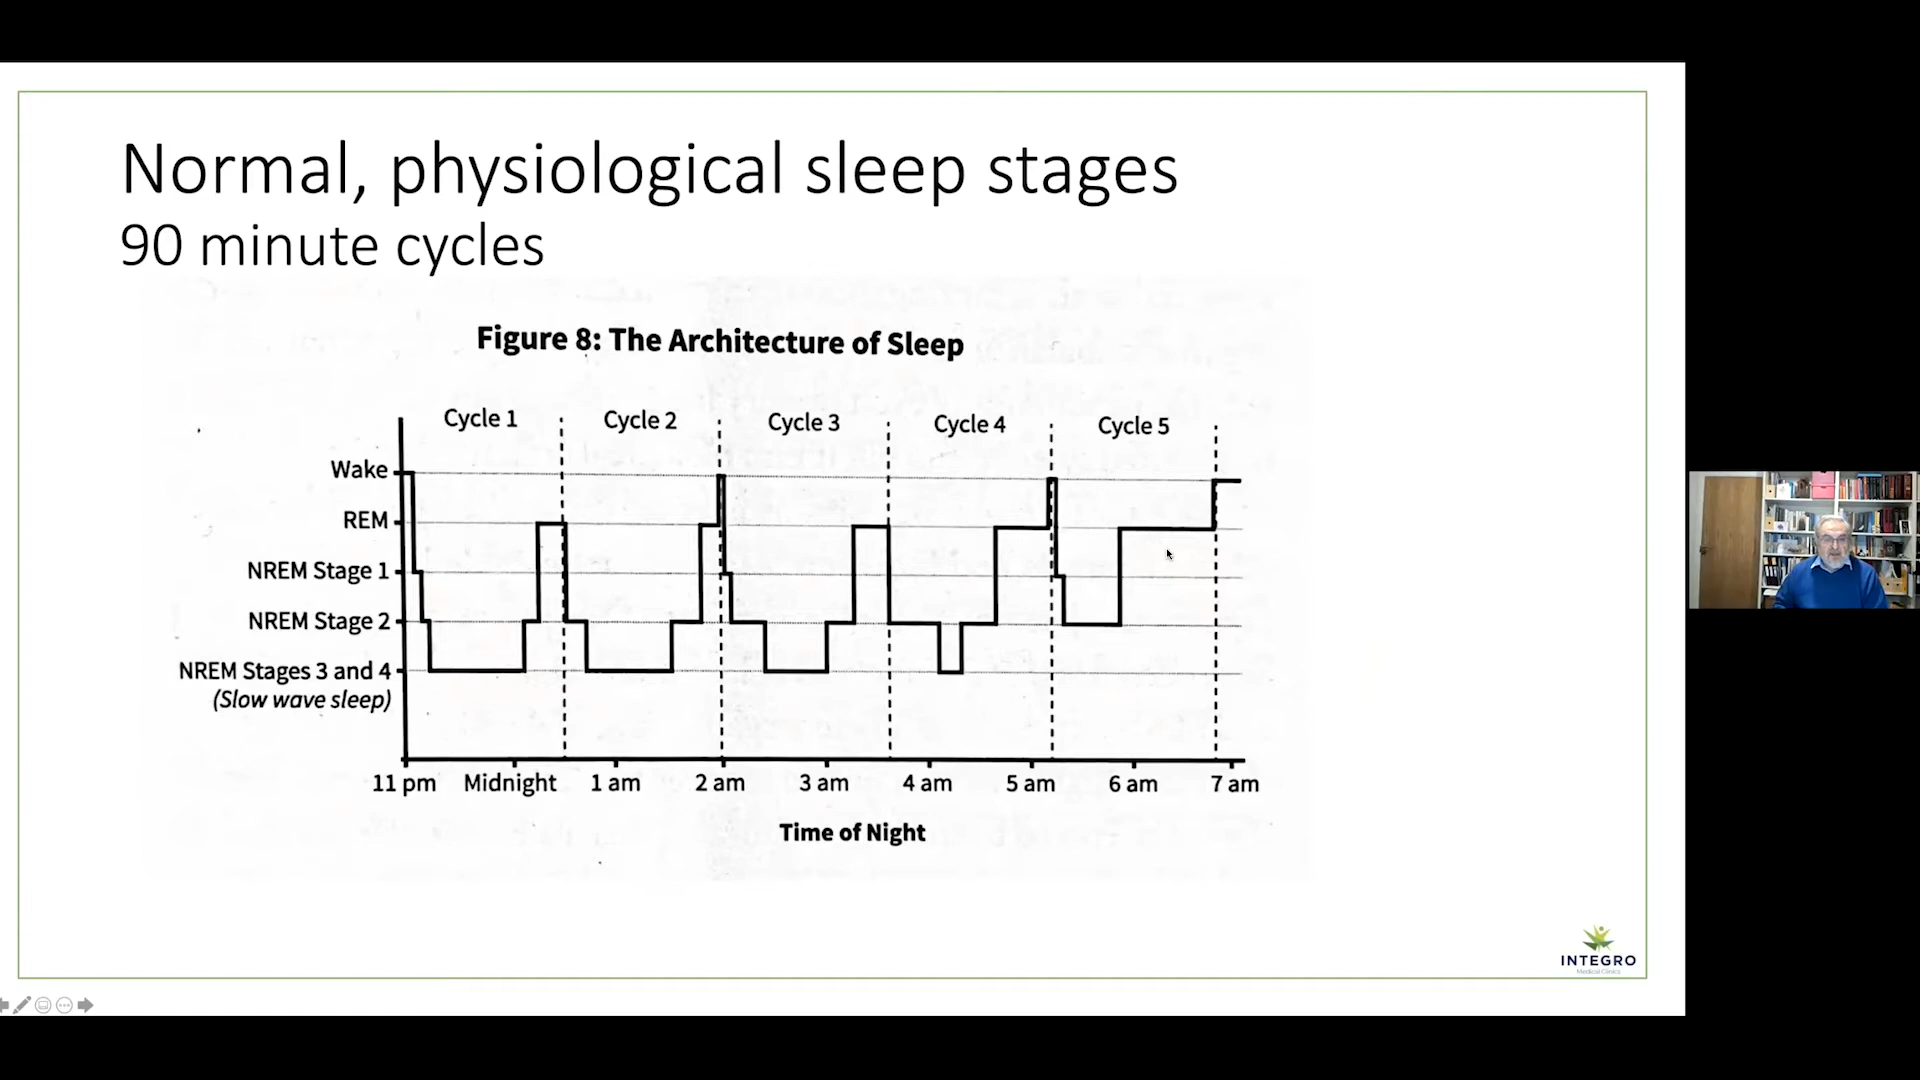 Normal, physiological sleep stages
90 minute cycles
Figure 8: The Architecture of Sleep
Cycle 1
Cycle 2
Cycle 3
Cycle 4
Cycle 5
Wake
REM
NREM Stage 1
NREM Stage 2
NREM Stages 3 and 4
(Slow wave sleep)
11 pm
Midnight
1 am
2 am
3 am
4 am
5 am
6 am
7 am
Time of Night
INTEGRO
Medical Clinics